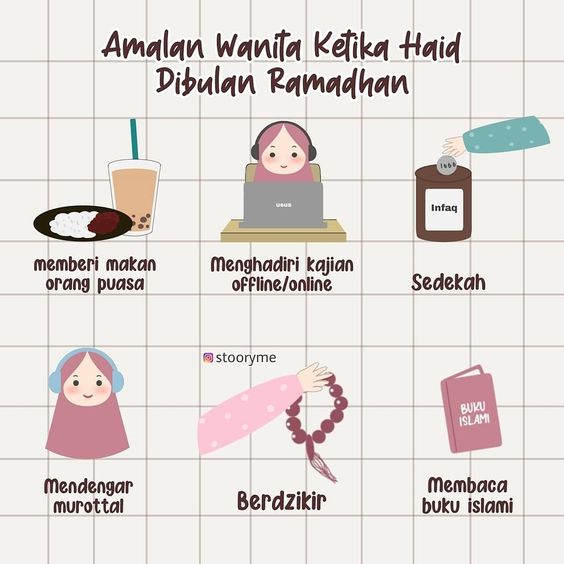 Amalan Wanita Ketika Haid
Dibulan Ramadhan
memberi makan
orang puasa
Menghadiri kajian
offline/online
Infaq
Sedekah
stooryme
Mendengar
murottal
Berdzikir
BUKU
ISLAMI
Membaca
buku islami